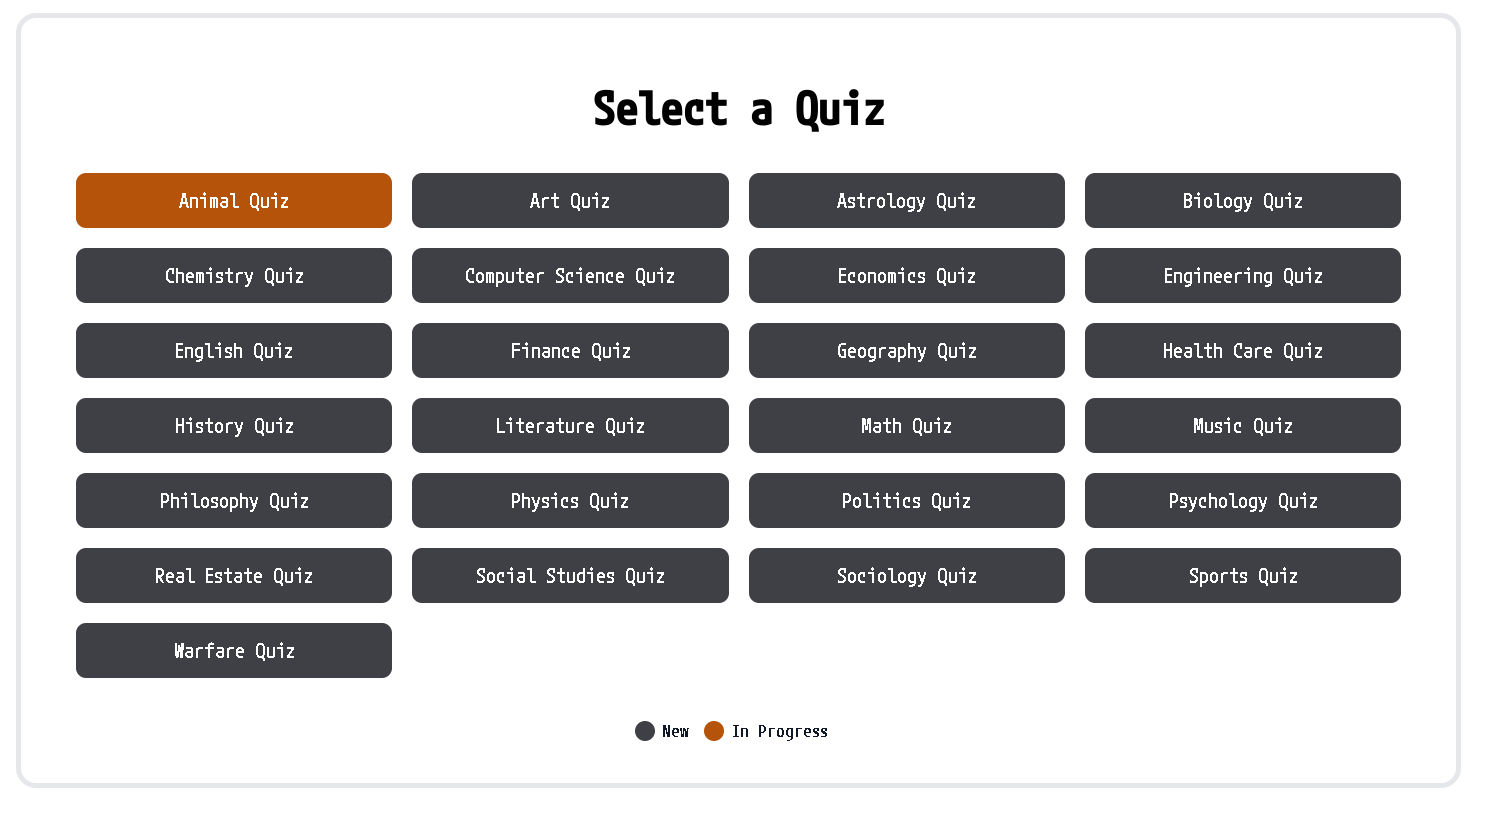 Select a Quiz
Animal Quiz
Art Quiz
Astrology Quiz
Biology Quiz
Chemistry Quiz
Computer Science Quiz
Economics Quiz
Engineering Quiz
English Quiz
Finance Quiz
Geography Quiz
Health Care Quiz
History Quiz
Literature Quiz
Math Quiz
Music Quiz
Philosophy Quiz
Physics Quiz
Politics Quiz
Psychology Quiz
Real Estate Quiz
Social Studies Quiz
Sociology Quiz
Sports Quiz
Warfare Quiz
New
In Progress